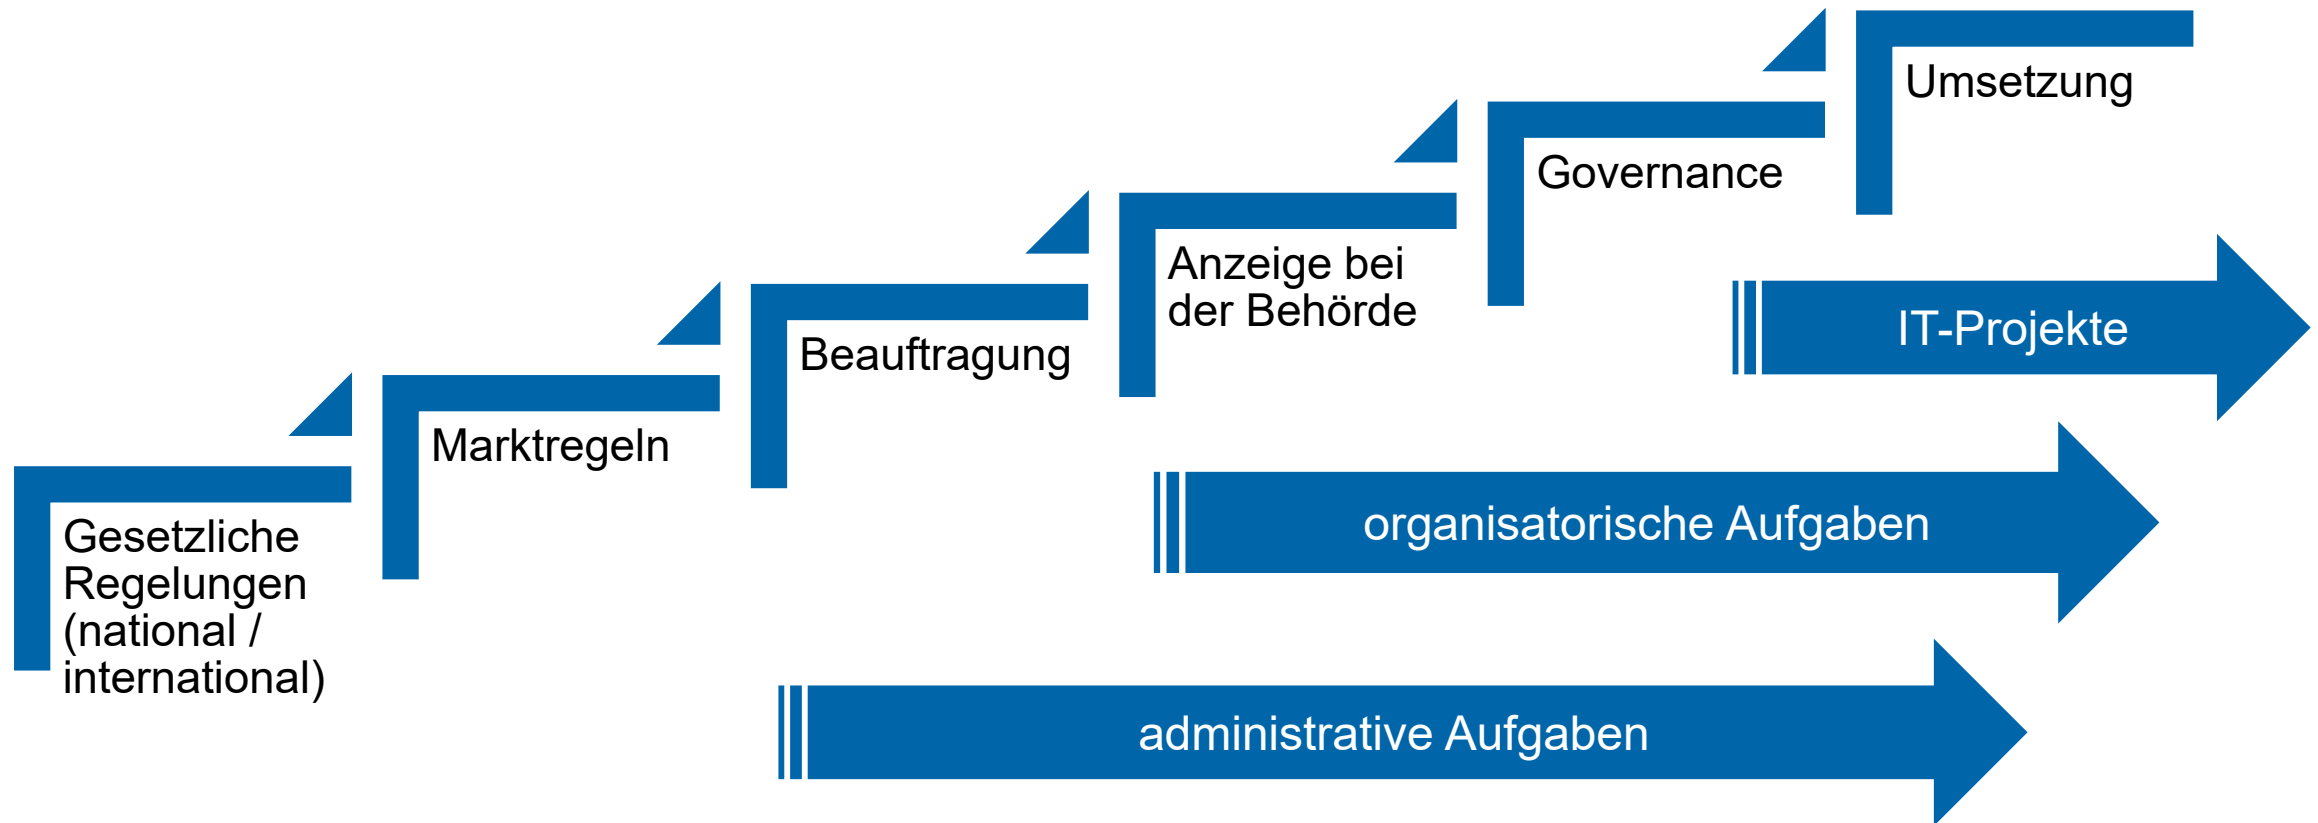 Gesetzliche
Regelungen
(national /
international)
Marktregeln
Beauftragung
Anzeige bei
der Behörde
Governance
Umsetzung
IT-Projekte
organisatorische Aufgaben
administrative Aufgaben